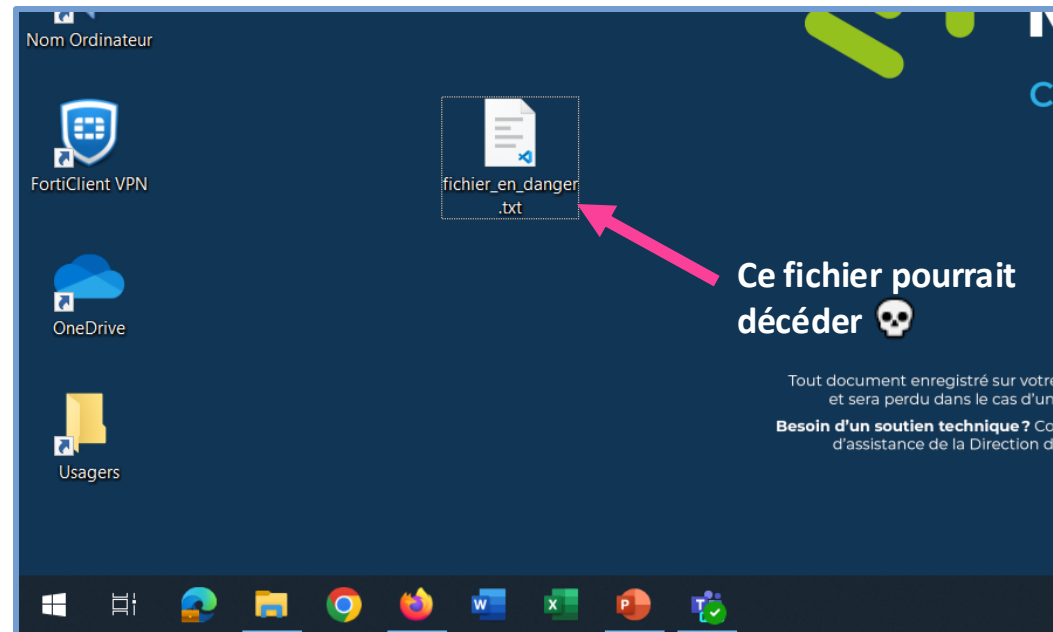 Nom Ordinateur
FortiClient VPN
fichier_en_danger
.txt
Ce fichier pourrait
décéder 💀
OneDrive
Tout document enregistré sur votre
et sera perdu dans le cas d'un
Besoin d'un soutien technique ? Co
d'assistance de la Direction d
Usagers